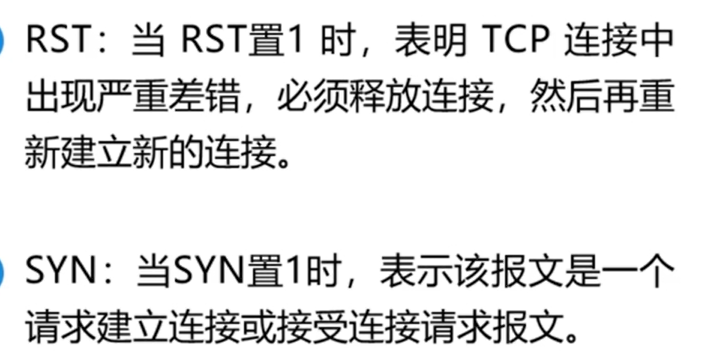 RST：当 RST置1 时，表明 TCP 连接中
出现严重差错，必须释放连接，然后再重
新建立新的连接。
SYN：当SYN置1时，表示该报文是一个
请求建立连接或接受连接请求报文。